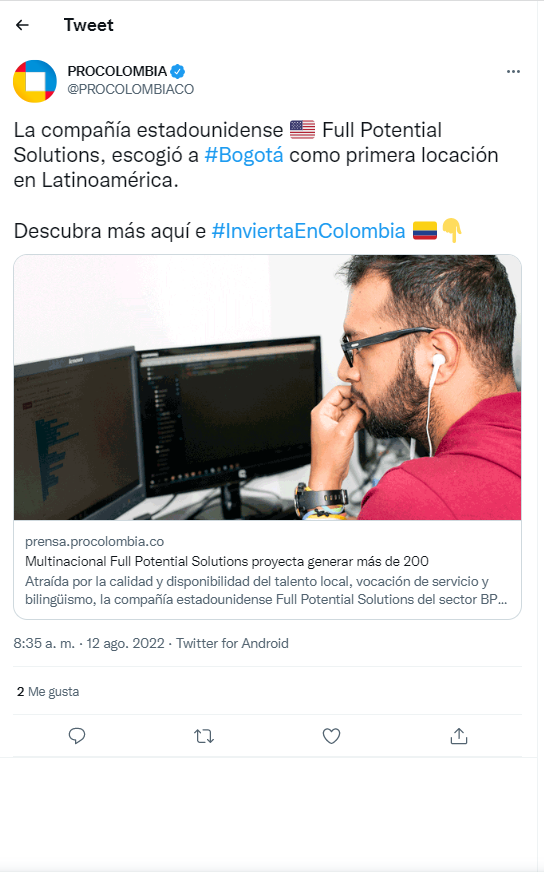 Tweet
PROCOLOMBIA
@PROCOLOMBIACO
La compañía estadounidense 🇺🇸 Full Potential
Solutions, escogió a #Bogotá como primera locación
en Latinoamérica.
Descubra más aquí e #InviertaEnColombia 🇨🇴👇
prensa.procolombia.co
Multinacional Full Potential Solutions proyecta generar más de 200
Atraída por la calidad y disponibilidad del talento local, vocación de servicio y
bilingüismo, la compañía estadounidense Full Potential Solutions del sector BP...
8:35 a. m. · 12 ago. 2022 · Twitter for Android
2 Me gusta